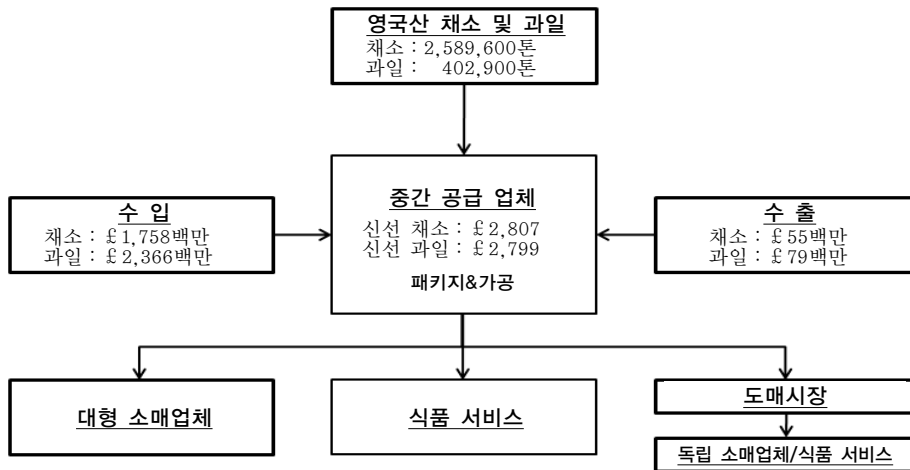 영국산 채소 및 과일
채소 : 2,589,600톤
과일 : 402,900톤
수 입
채소 : £1,758백만
과일 : £2,366백만
중간 공급 업체
신선 채소 : £2,807
신선 과일 : £2,799
패키지&가공
수 출
채소 : £55백만
과일 : £79백만
대형 소매업체
식품 서비스
도매시장
독립 소매업체/식품 서비스